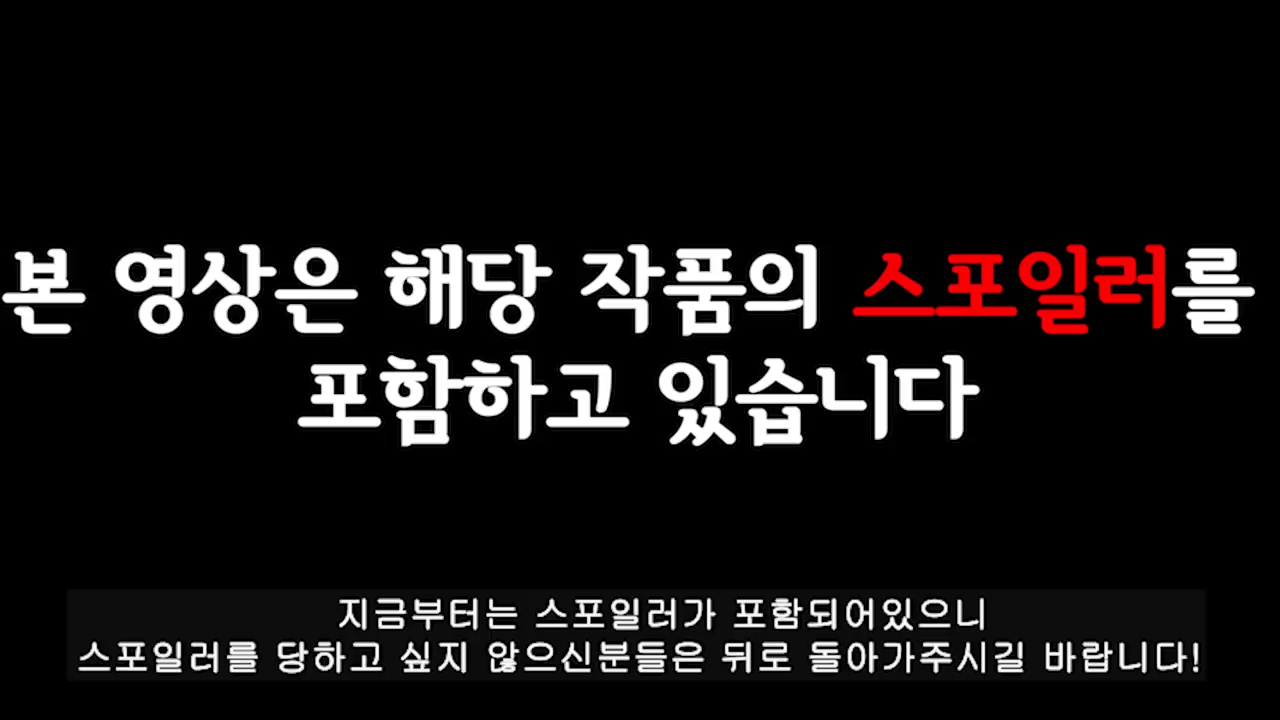 본 영상은 해당 작품의 스포일러를
포함하고 있습니다
지금부터는 스포일러가 포함되어있으니
스포일러를 당하고 싶지 않으신분들은 뒤로 돌아가주시길 바랍니다!